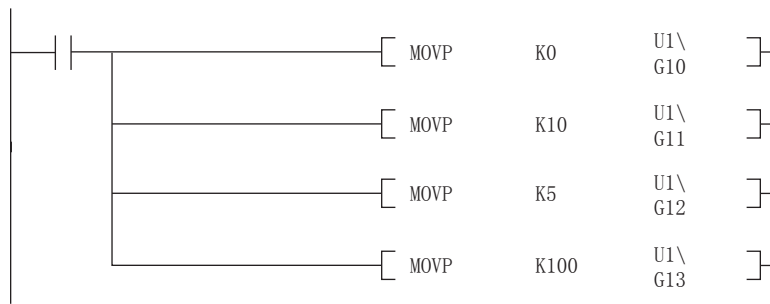 MOVP K0 U1\
G10
MOVP K10 U1\
G11
MOVP K5 U1\
G12
MOVP K100 U1\
G13